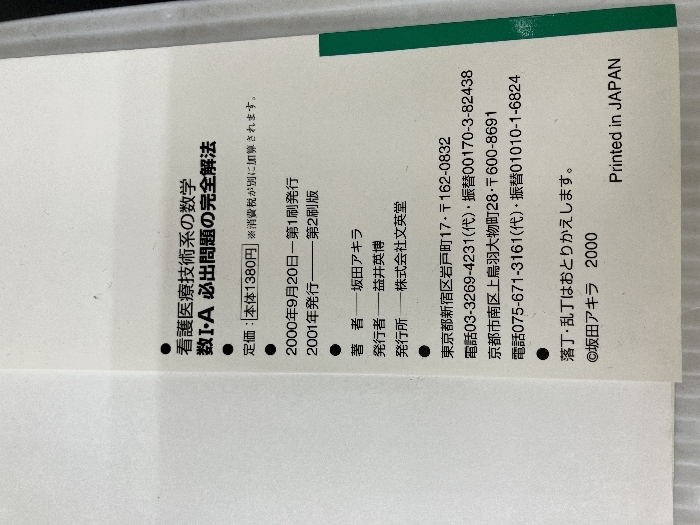 ●
看護医療技術系の数学
数I・A 必出問題の完全解法
●
定価:本体1380円 ※消費税が別に加算されます。
●
2000年9月20日―第1刷発行
2001年発行――第2刷版
●
著 者――坂田アキラ
発行者――益井英博
発行所――株式会社文英堂
●
東京都新宿区岩戸町17・〒162-0832
電話03-3269-4231(代)・振替00170-3-82438
京都市南区上鳥羽大物町28・〒600-8691
電話075-671-3161(代)・振替01010-1-6824
●
落丁・乱丁はおとりかえします。
©坂田アキラ 2000
Printed in JAPAN